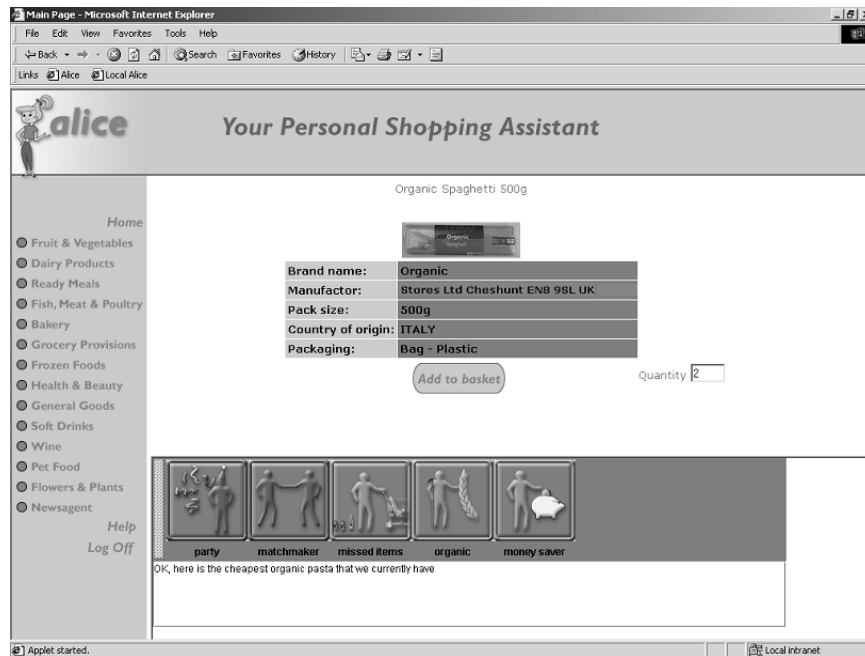 Main Page - Microsoft Internet Explorer
File Edit View Favorites Tools Help
Back Search Favorites History
Links Alice Local Alice
alice Your Personal Shopping Assistant
Organic Spaghetti 500g
Organic
Spaghetti
Brand name: Organic
Manufactor: Stores Ltd Cheshunt EN8 9SL UK
Pack size: 500g
Country of origin: ITALY
Packaging: Bag - Plastic
Add to basket Quantity 2
Home
Fruit & Vegetables
Dairy Products
Ready Meals
Fish, Meat & Poultry
Bakery
Grocery Provisions
Frozen Foods
Health & Beauty
General Goods
Soft Drinks
Wine
Pet Food
Flowers & Plants
Newsagent
Help
Log Off
party matchmaker missed items organic money saver
OK, here is the cheapest organic pasta that we currently have
Applet started. Local intranet